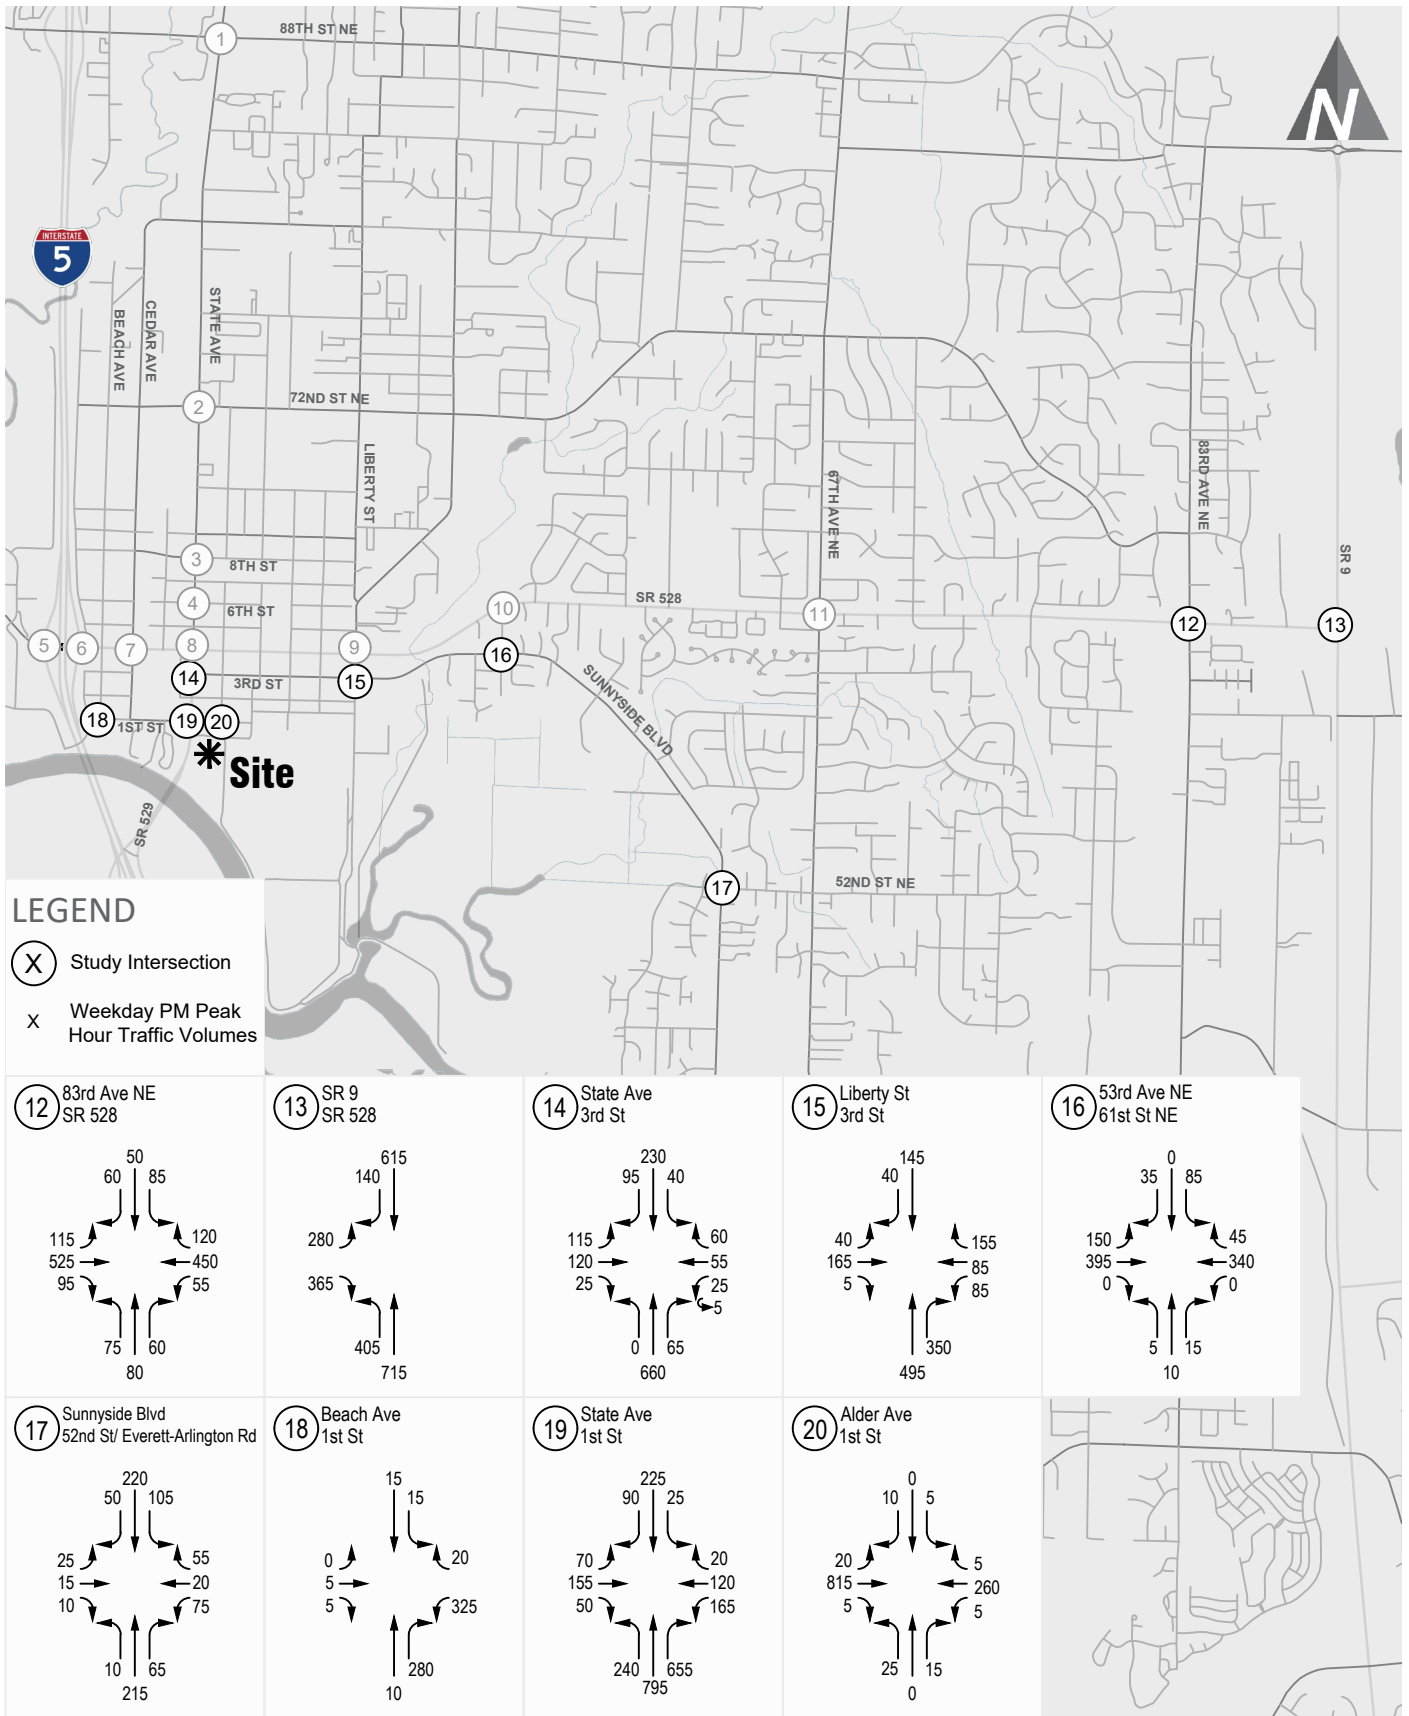 1
88TH ST NE
N
INTERSTATE
5
BEACH AVE
CEDAR AVE
STATE AVE
2
72ND ST NE
LIBERTY ST
67TH AVE NE
83RD AVE NE
SR 9
3
8TH ST
4
6TH ST
10
SR 528
11
12
13
5
6
7
8
9
14
3RD ST
15
16
SUNNYSIDE BLVD
18
1ST ST
19
20
Site
SR 529
17
52ND ST NE
LEGEND
X Study Intersection
X Weekday PM Peak
Hour Traffic Volumes
12 83rd Ave NE
SR 528
50
60 85
115 120
525 450
95 55
75 60
80
13 SR 9
SR 528
615
140
280
365
405
715
14 State Ave
3rd St
230
95 40
115 60
120 55
25 25
5
0 65
660
15 Liberty St
3rd St
145
40
40 155
165 85
5 85
350
495
16 53rd Ave NE
61st St NE
0
35 85
150 45
395 340
0 0
5 15
10
17 Sunnyside Blvd
52nd St/ Everett-Arlington Rd
220
50 105
25 55
15 20
10 75
10 65
215
18 Beach Ave
1st St
15
15
0 20
5
5 325
280
10
19 State Ave
1st St
225
90 25
70 20
155 120
50 165
240 655
795
20 Alder Ave
1st St
0
10 5
20 5
815 260
5 5
25 15
0